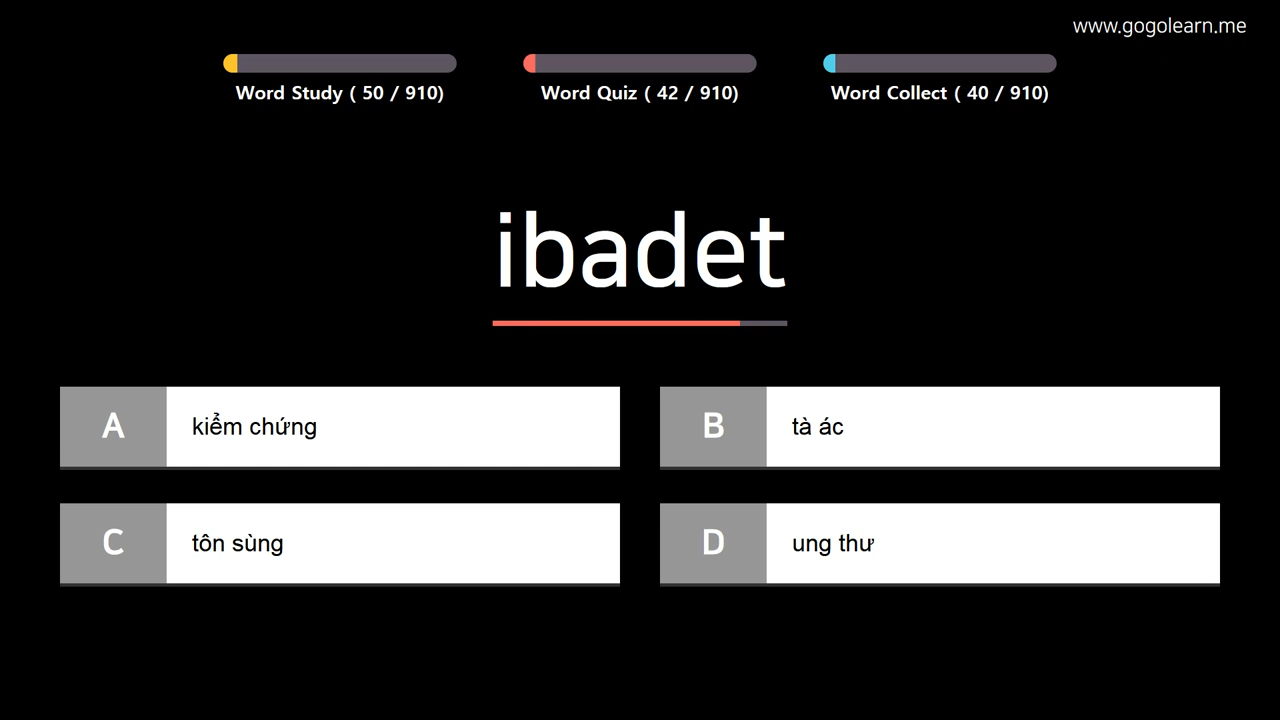 www.gogolearn.me
Word Study ( 50 / 910)
Word Quiz ( 42 / 910)
Word Collect ( 40 / 910)
ibadet
A kiểm chứng
B tà ác
C tôn sùng
D ung thư